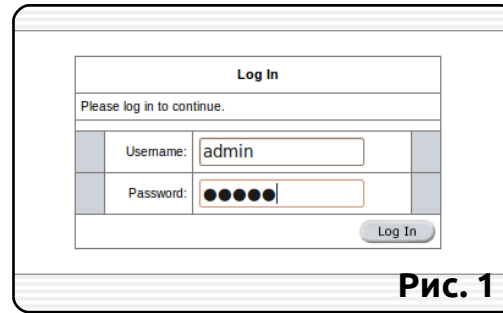 Log In
Please log in to continue.
Username: admin
Password: ●●●●●
Log In
Рис. 1